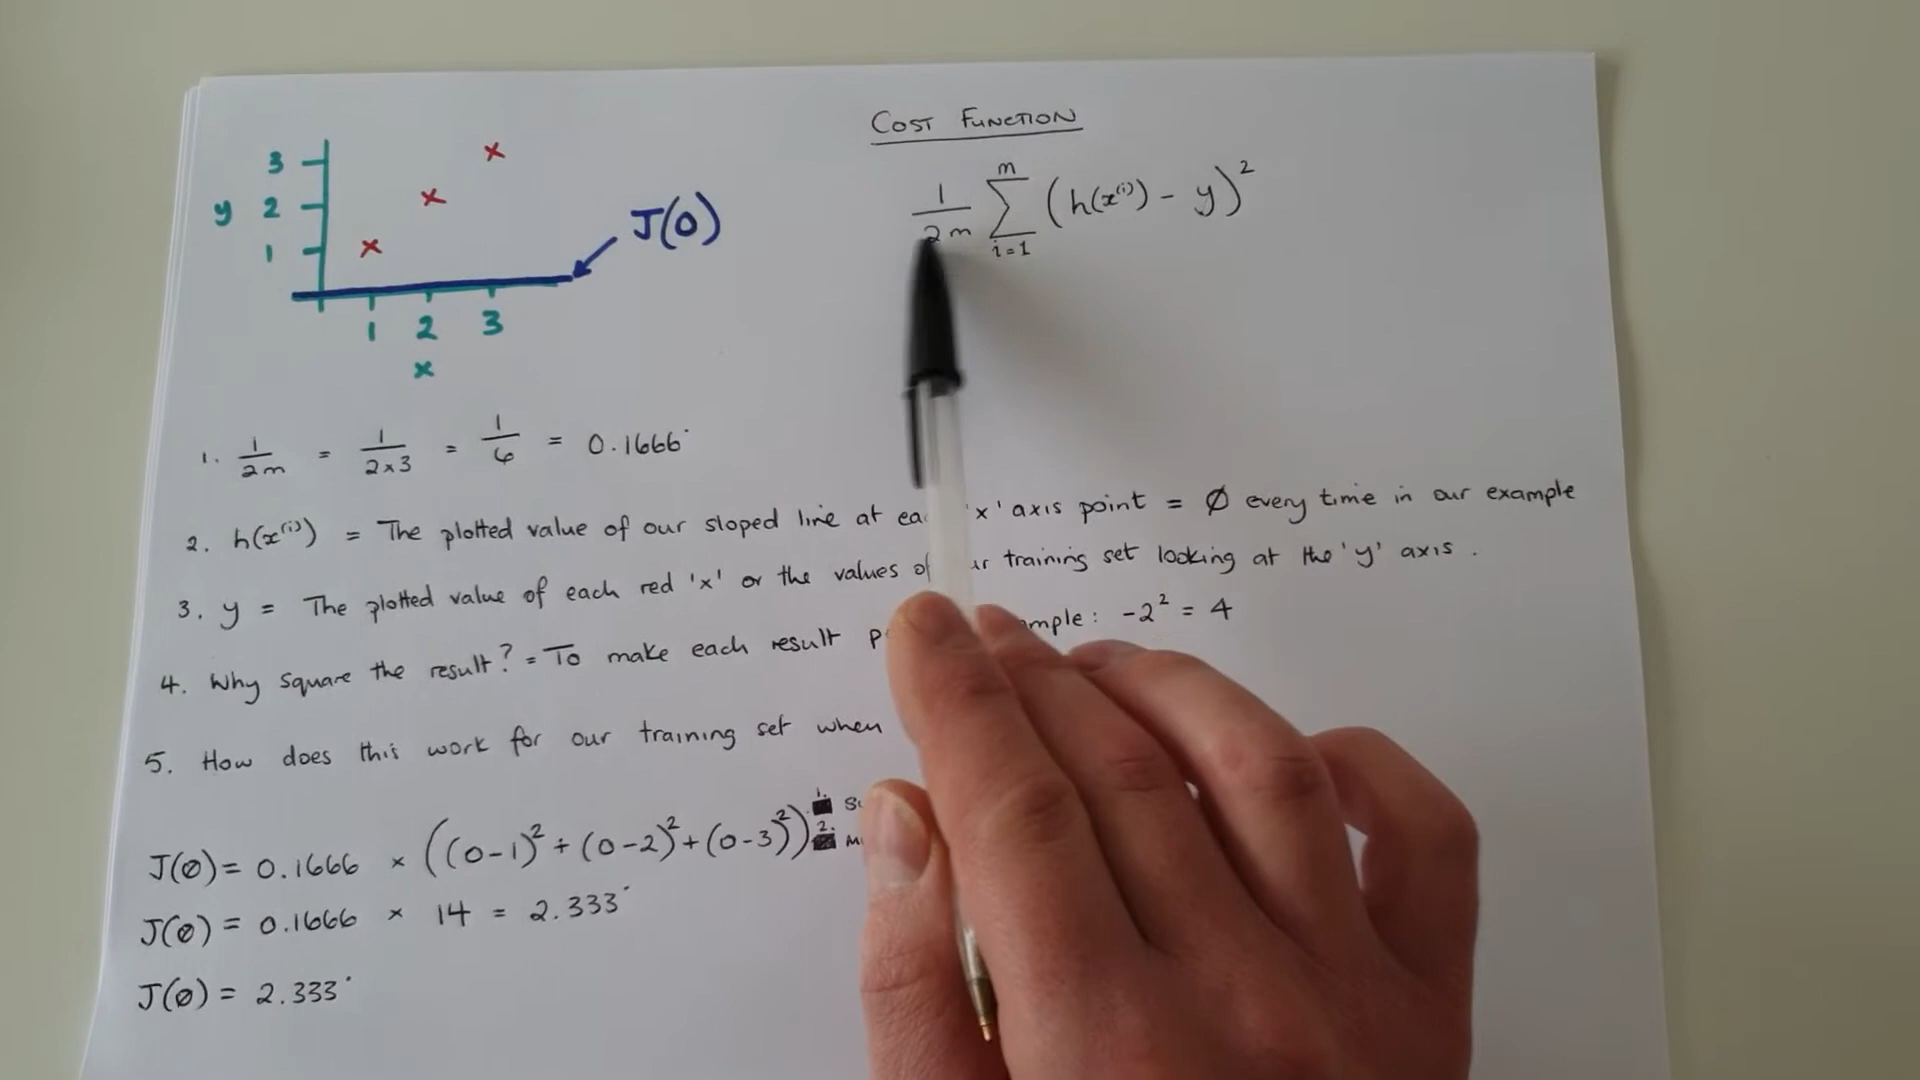 COST FUNCTION
1/2m m Σ i=1 (h(x⁽ⁱ⁾) - y)²
3
y 2
1
J(0)
1 2 3
x
1. 1/2m = 1/2×3 = 1/6 = 0.1666˙
2. h(x⁽ⁱ⁾) = The plotted value of our sloped line at 'x' axis point = Ø every time in our example
3. y = The plotted value of each red 'x' or the values training set looking at the 'y' axis.
4. Why square the result? = To make each result : -2² = 4
5. How does this work for our training set when
J(Ø) = 0.1666 × ((0-1)² + (0-2)² + (0-3)²) 1.
2.
J(Ø) = 0.1666 × 14 = 2.333˙
J(Ø) = 2.333˙